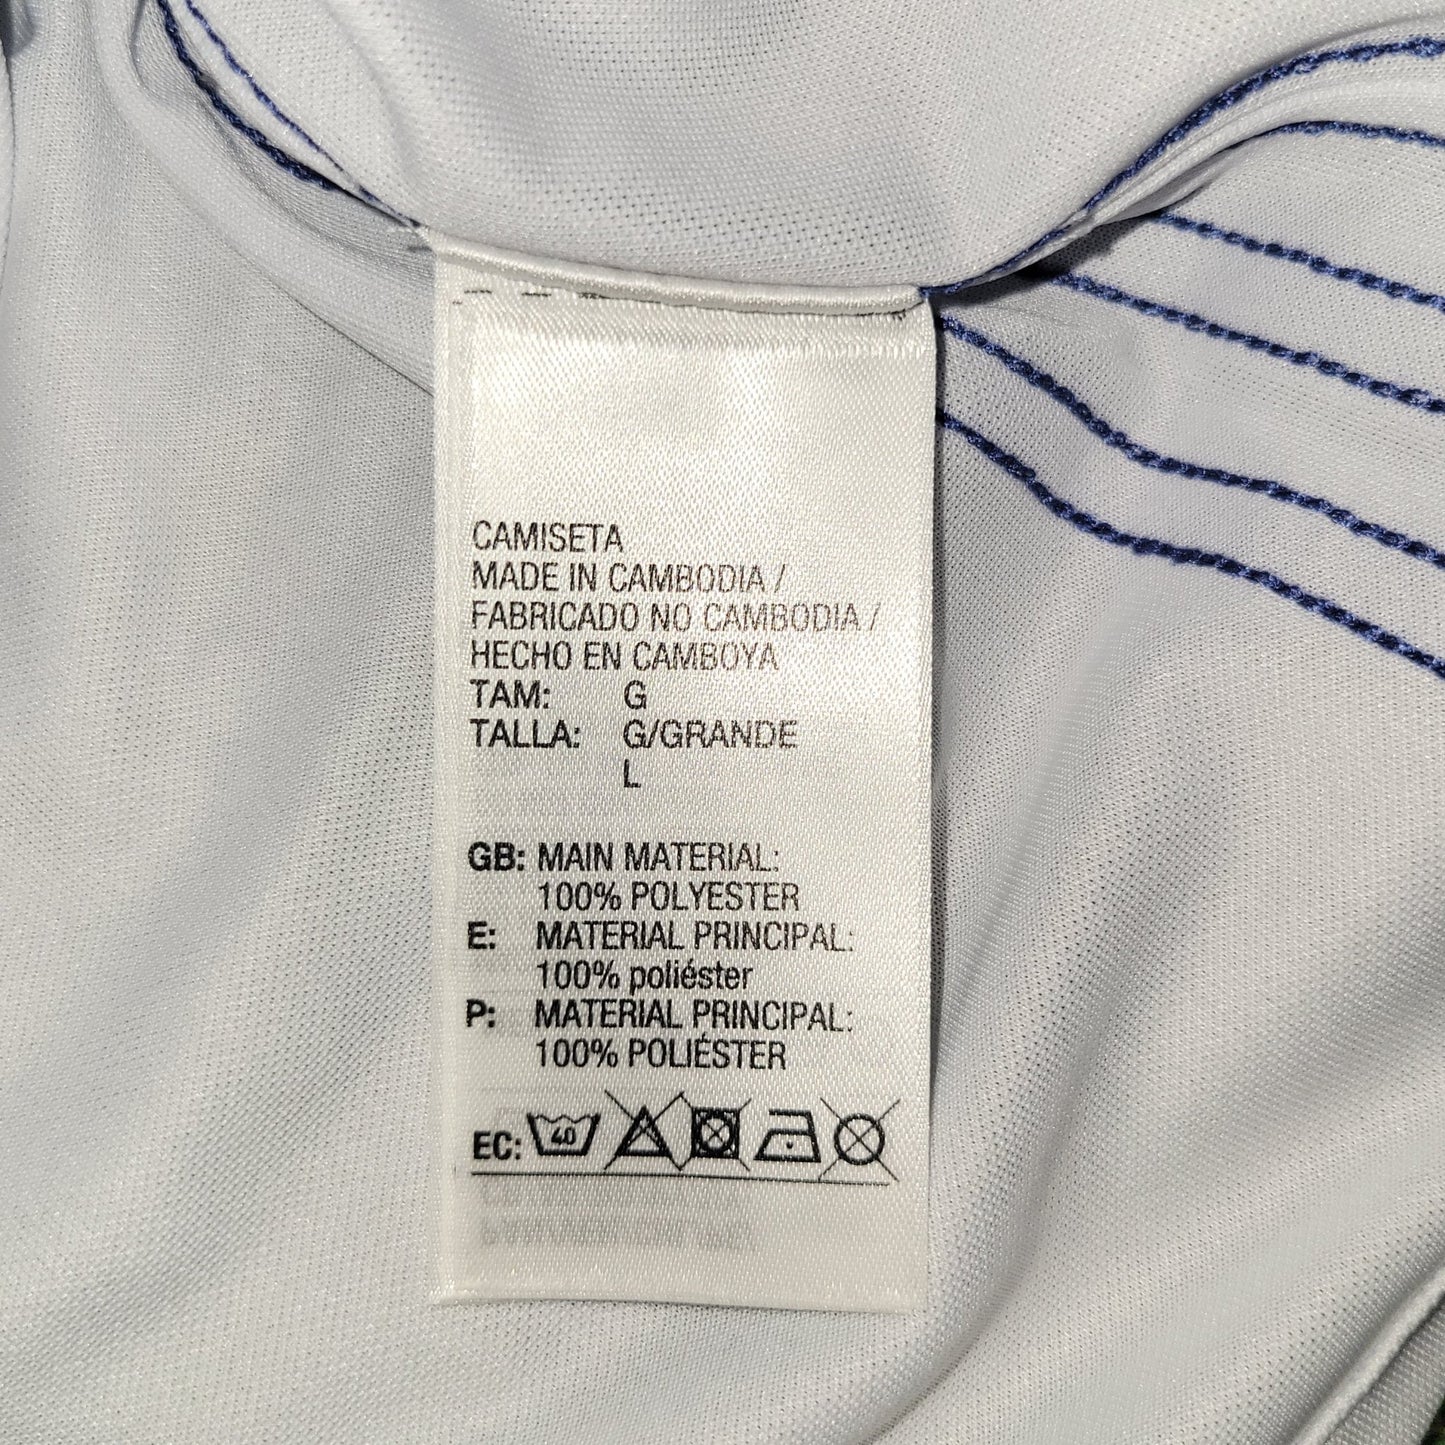 CAMISETA
MADE IN CAMBODIA /
FABRICADO NO CAMBODIA /
HECHO EN CAMBOYA
TAM: G
TALLA: G/GRANDE
L
GB: MAIN MATERIAL:
100% POLYESTER
E: MATERIAL PRINCIPAL:
100% poliéster
P: MATERIAL PRINCIPAL:
100% POLIÉSTER
EC: 40